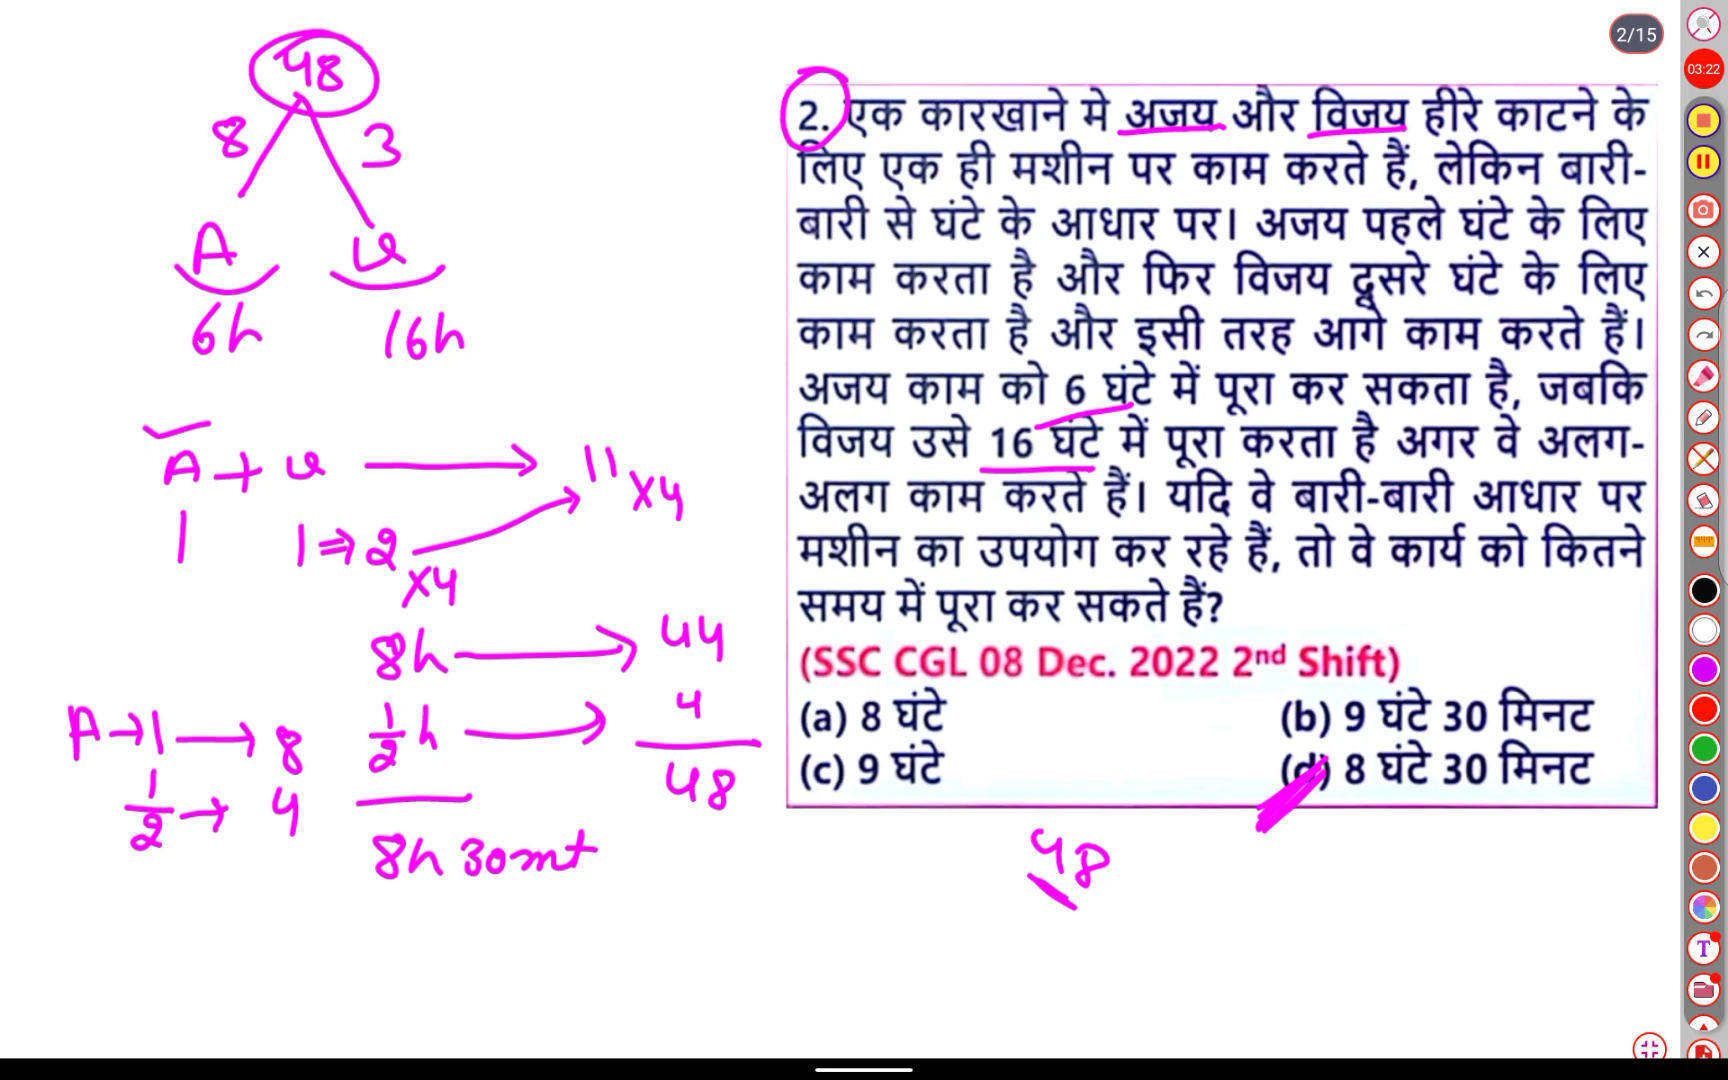 2/15
03:22
48
8 3
A V
6h 16h
A + V → 11 x4
1 1 ⇒ 2 x4
8h → 44
A → 1 → 8 1/2 h → 4
1/2 → 4 48
8h 30mt
2. एक कारखाने मे अजय और विजय हीरे काटने के
लिए एक ही मशीन पर काम करते हैं, लेकिन बारी-
बारी से घंटे के आधार पर। अजय पहले घंटे के लिए
काम करता है और फिर विजय दूसरे घंटे के लिए
काम करता है और इसी तरह आगे काम करते हैं।
अजय काम को 6 घंटे में पूरा कर सकता है, जबकि
विजय उसे 16 घंटे में पूरा करता है अगर वे अलग-
अलग काम करते हैं। यदि वे बारी-बारी आधार पर
मशीन का उपयोग कर रहे हैं, तो वे कार्य को कितने
समय में पूरा कर सकते हैं?
(SSC CGL 08 Dec. 2022 2nd Shift)
(a) 8 घंटे (b) 9 घंटे 30 मिनट
(c) 9 घंटे (d) 8 घंटे 30 मिनट
48
T